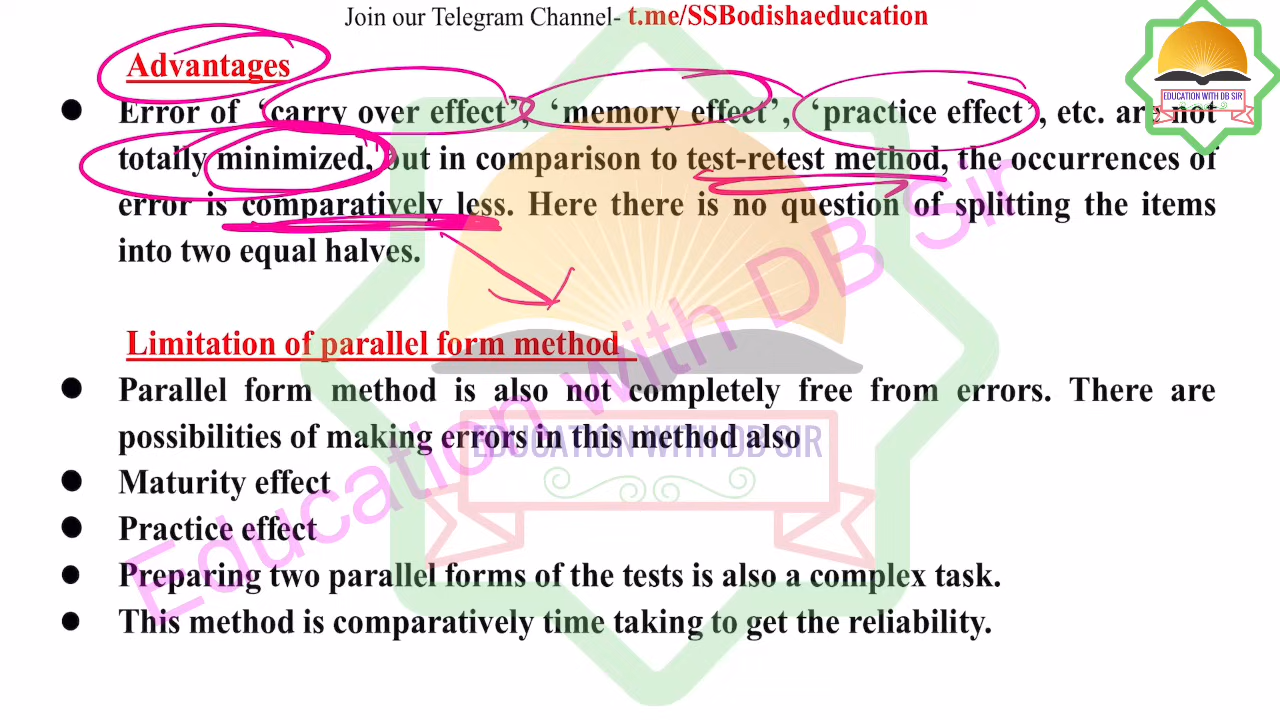 Join our Telegram Channel- t.me/SSBodishaeducation
Advantages
● Error of ‘carry over effect’, ‘memory effect’, ‘practice effect’, etc. are not
totally minimized, but in comparison to test-retest method, the occurrences of
error is comparatively less. Here there is no question of splitting the items
into two equal halves.
Limitation of parallel form method
● Parallel form method is also not completely free from errors. There are
possibilities of making errors in this method also
● Maturity effect
● Practice effect
● Preparing two parallel forms of the tests is also a complex task.
● This method is comparatively time taking to get the reliability.
EDUCATION WITH DB SIR
EDUCATION WITH DB SIR
Education with DB Sir